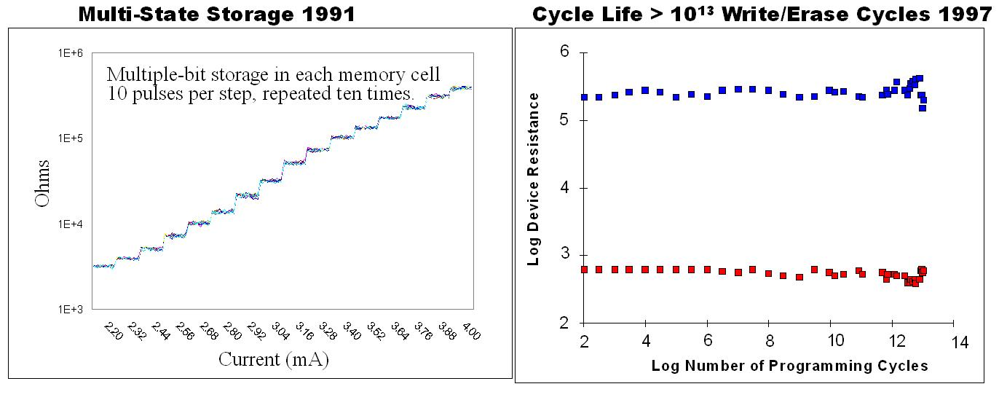 Multi-State Storage 1991
1E+6
Multiple-bit storage in each memory cell
10 pulses per step, repeated ten times.
1E+5
Ohms
1E+4
1E+3
2.20 2.32 2.44 2.56 2.68 2.80 2.92 3.04 3.16 3.28 3.40 3.52 3.64 3.76 3.88 4.00
Current (mA)
Cycle Life > 10¹³ Write/Erase Cycles 1997
6
5
Log Device Resistance
4
3
2
2 4 6 8 10 12 14
Log Number of Programming Cycles